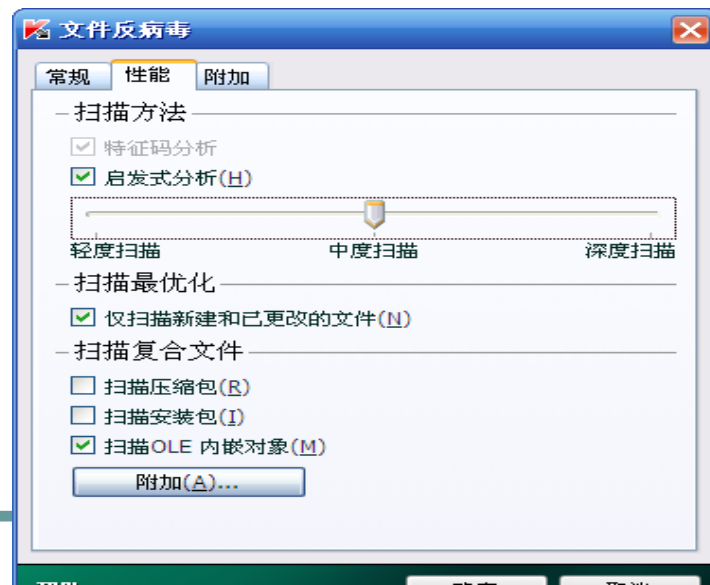 文件反病毒
常规 性能 附加
扫描方法
特征码分析
启发式分析(H)
轻度扫描 中度扫描 深度扫描
扫描最优化
仅扫描新建和已更改的文件(N)
扫描复合文件
扫描压缩包(R)
扫描安装包(I)
扫描OLE 内嵌对象(M)
附加(A)...